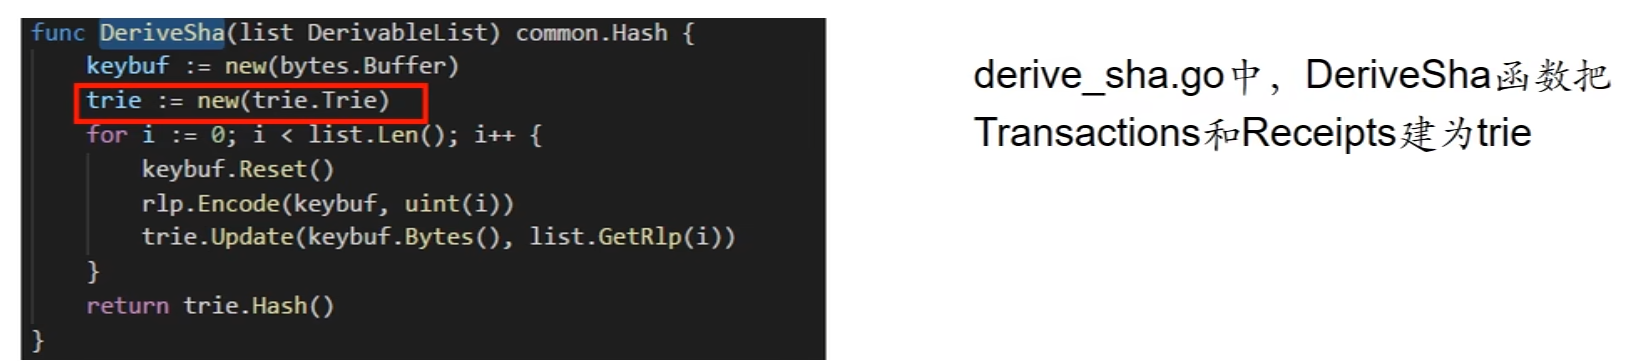 func DeriveSha(list DerivableList) common.Hash {
keybuf := new(bytes.Buffer)
trie := new(trie.Trie)
for i := 0; i < list.Len(); i++ {
keybuf.Reset()
rlp.Encode(keybuf, uint(i))
trie.Update(keybuf.Bytes(), list.GetRlp(i))
}
return trie.Hash()
}
derive_sha.go中，DeriveSha函数把
Transactions和Receipts建为trie